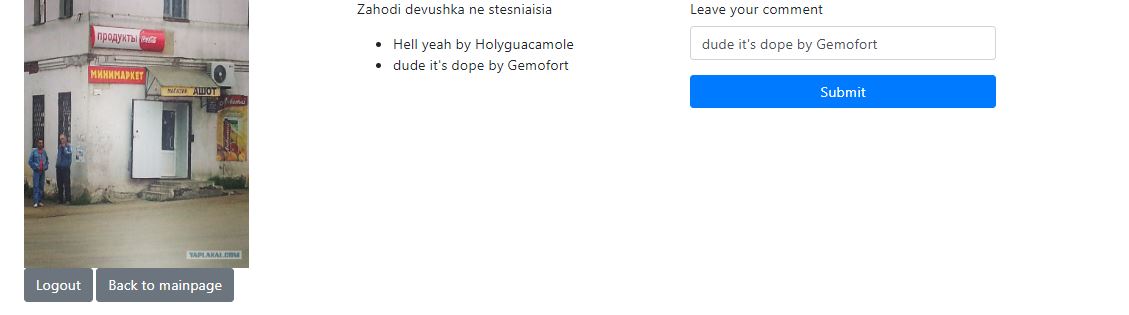 продукты Coca-Cola
МИНИМАРКЕТ
МАГАЗИН АШОТ
YAPLAKAL.COM
Logout
Back to mainpage
Zahodi devushka ne stesniaisia
Hell yeah by Holyguacamole
dude it's dope by Gemofort
Leave your comment
dude it's dope by Gemofort
Submit